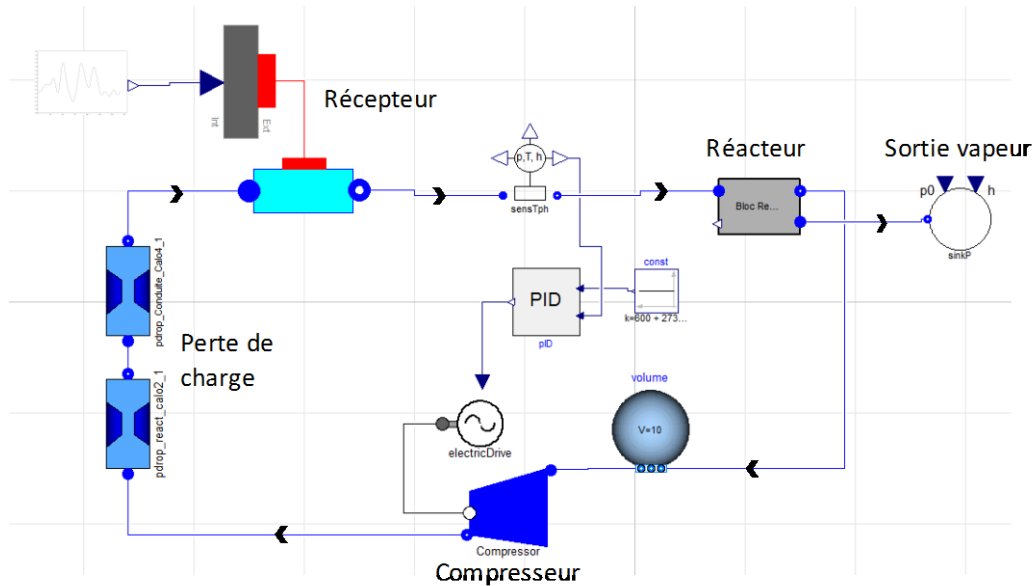 Récepteur
Int
Ext
p,T, h
sensTph
Réacteur
Bloc Re...
Sortie vapeur
p0
h
sinkP
pdrop_Conduite_Calo4_1
const
k=600 + 273...
PID
pID
Perte de
charge
pdrop_react_calo2_1
volume
V=10
electricDrive
Compressor
Compresseur